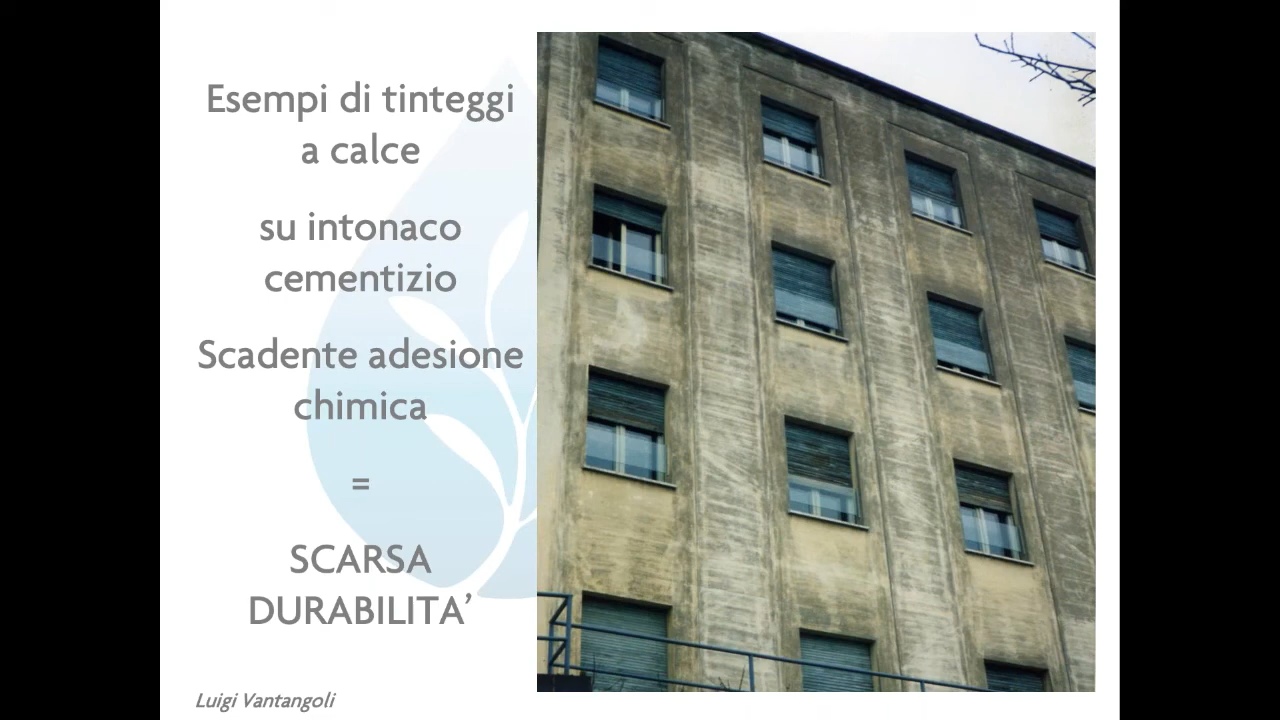 Esempi di tinteggi
a calce
su intonaco
cementizio
Scadente adesione
chimica
=
SCARSA
DURABILITA’
Luigi Vantangoli